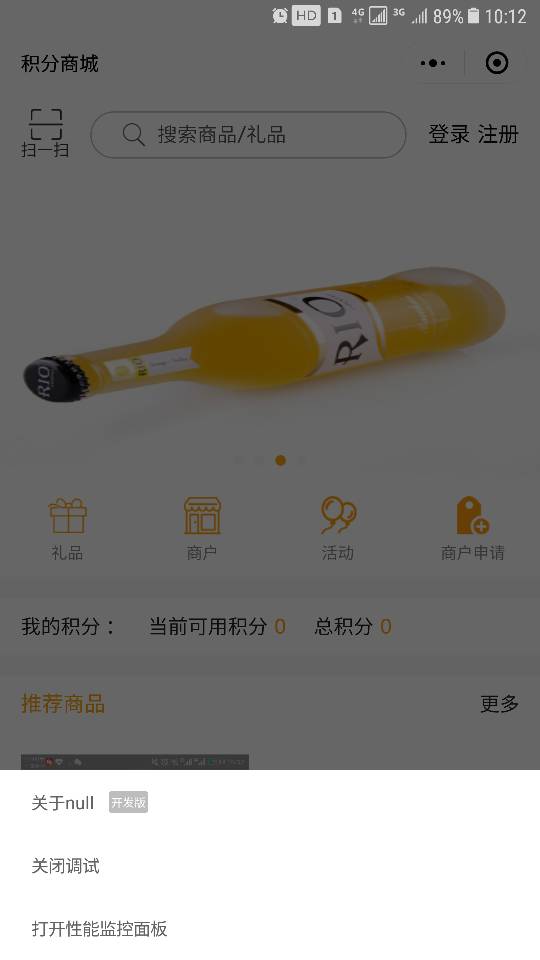 HD 1 4G 3G 89% 10:12
积分商城
扫一扫
搜索商品/礼品
登录 注册
RIO
RIO
RIO
礼品
商户
活动
商户申请
我的积分： 当前可用积分 0 总积分 0
推荐商品
更多
关于null 开发版
关闭调试
打开性能监控面板